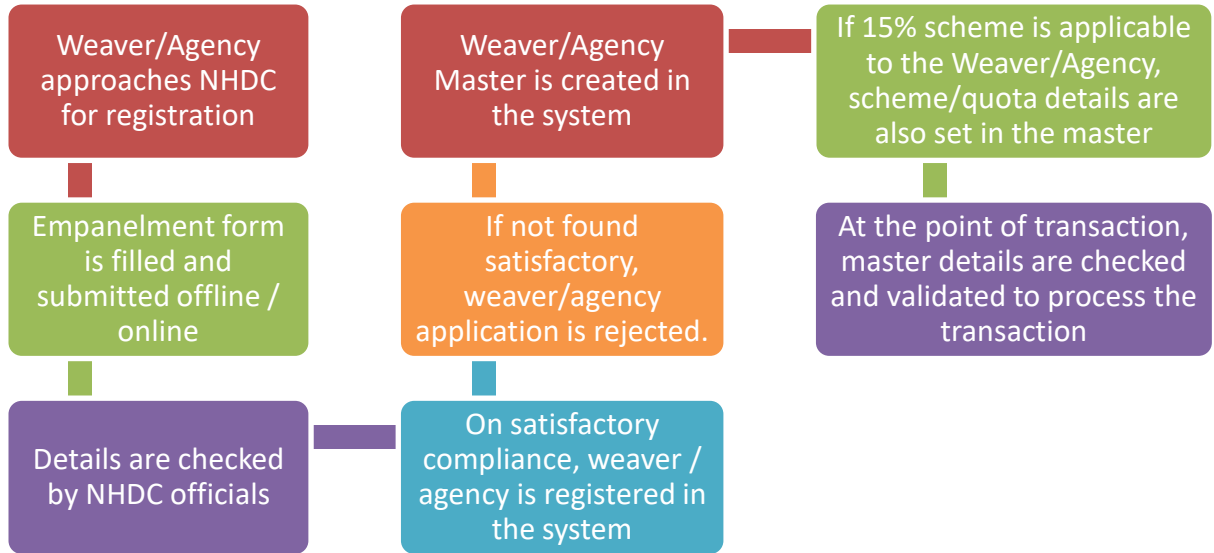 Weaver/Agency
approaches NHDC
for registration
Empanelment form
is filled and
submitted offline /
online
Details are checked
by NHDC officials
On satisfactory
compliance, weaver /
agency is registered in
the system
If not found
satisfactory,
weaver/agency
application is rejected.
Weaver/Agency
Master is created in
the system
If 15% scheme is applicable
to the Weaver/Agency,
scheme/quota details are
also set in the master
At the point of transaction,
master details are checked
and validated to process the
transaction